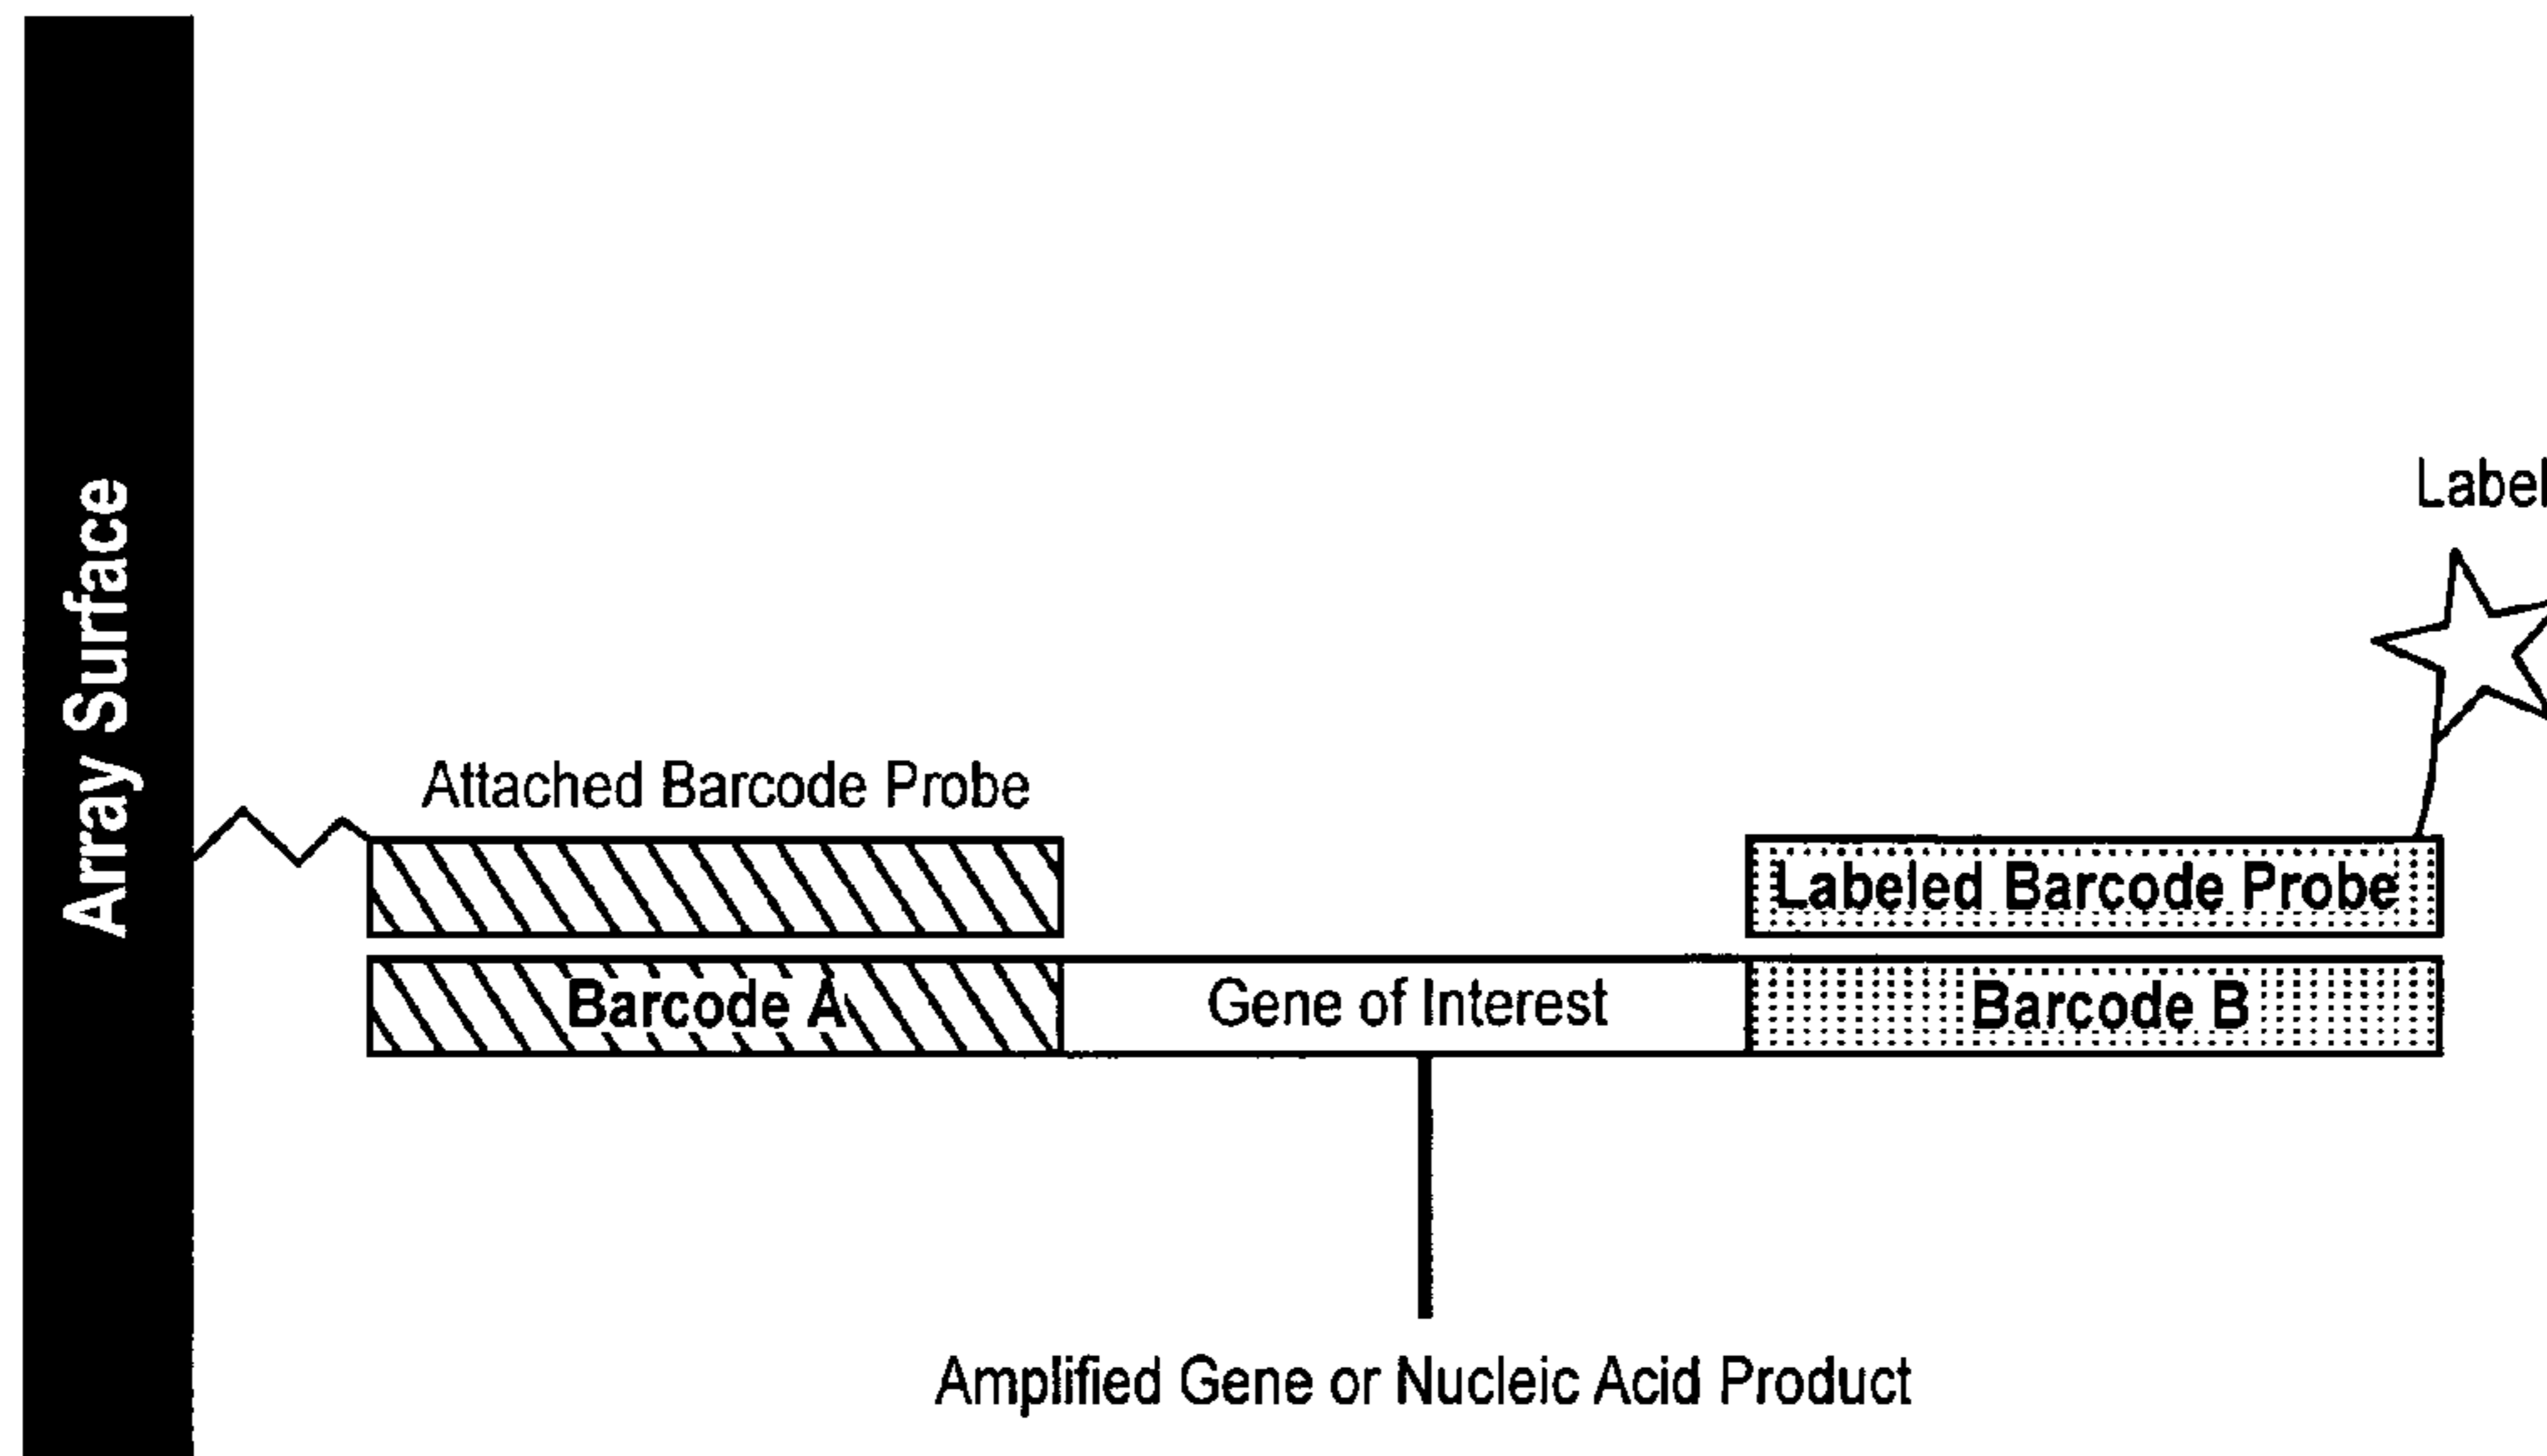 Array Surface
Label
Attached Barcode Probe
Labeled Barcode Probe
Barcode A
Gene of Interest
Barcode B
Amplified Gene or Nucleic Acid Product